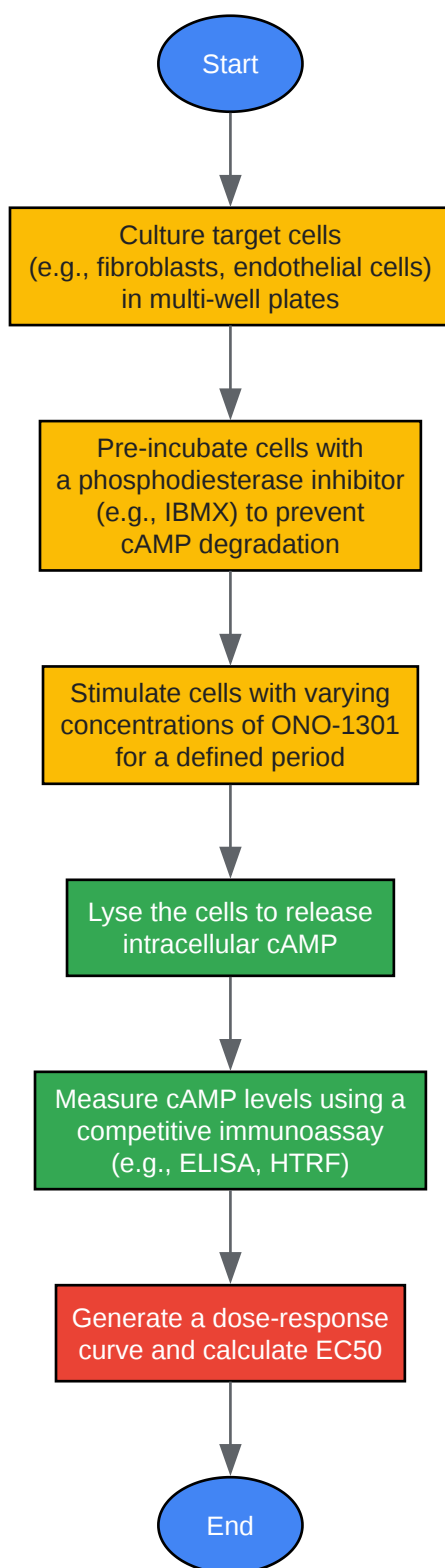 Start
Culture target cells
(e.g., fibroblasts, endothelial cells)
in multi-well plates
Pre-incubate cells with
a phosphodiesterase inhibitor
(e.g., IBMX) to prevent
cAMP degradation
Stimulate cells with varying
concentrations of ONO-1301
for a defined period
Lyse the cells to release
intracellular cAMP
Measure cAMP levels using a
competitive immunoassay
(e.g., ELISA, HTRF)
Generate a dose-response
curve and calculate EC50
End